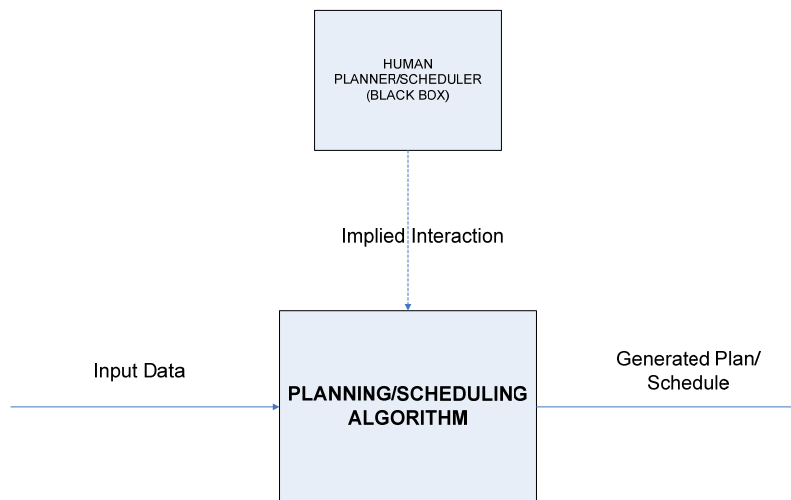 HUMAN
PLANNER/SCHEDULER
(BLACK BOX)
Implied Interaction
Input Data
PLANNING/SCHEDULING
ALGORITHM
Generated Plan/
Schedule